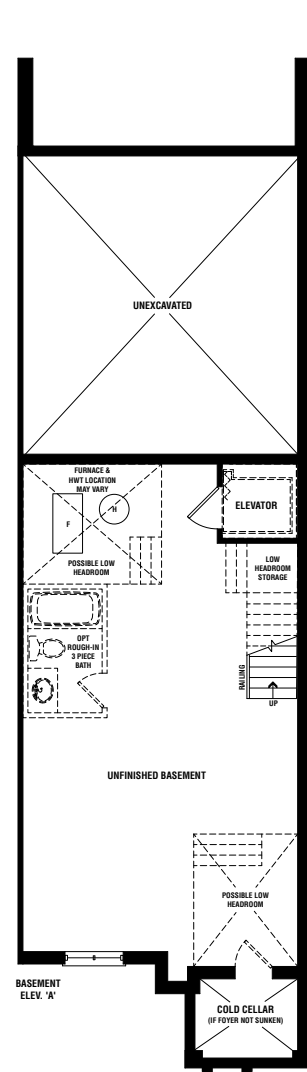 UNEXCAVATED
FURNACE &
HWT LOCATION
MAY VARY
F
H
ELEVATOR
POSSIBLE LOW
HEADROOM
LOW
HEADROOM
STORAGE
OPT
ROUGH-IN
3 PIECE
BATH
RAILING
UP
UNFINISHED BASEMENT
POSSIBLE LOW
HEADROOM
BASEMENT
ELEV. 'A'
COLD CELLAR
(IF FOYER NOT SUNKEN)